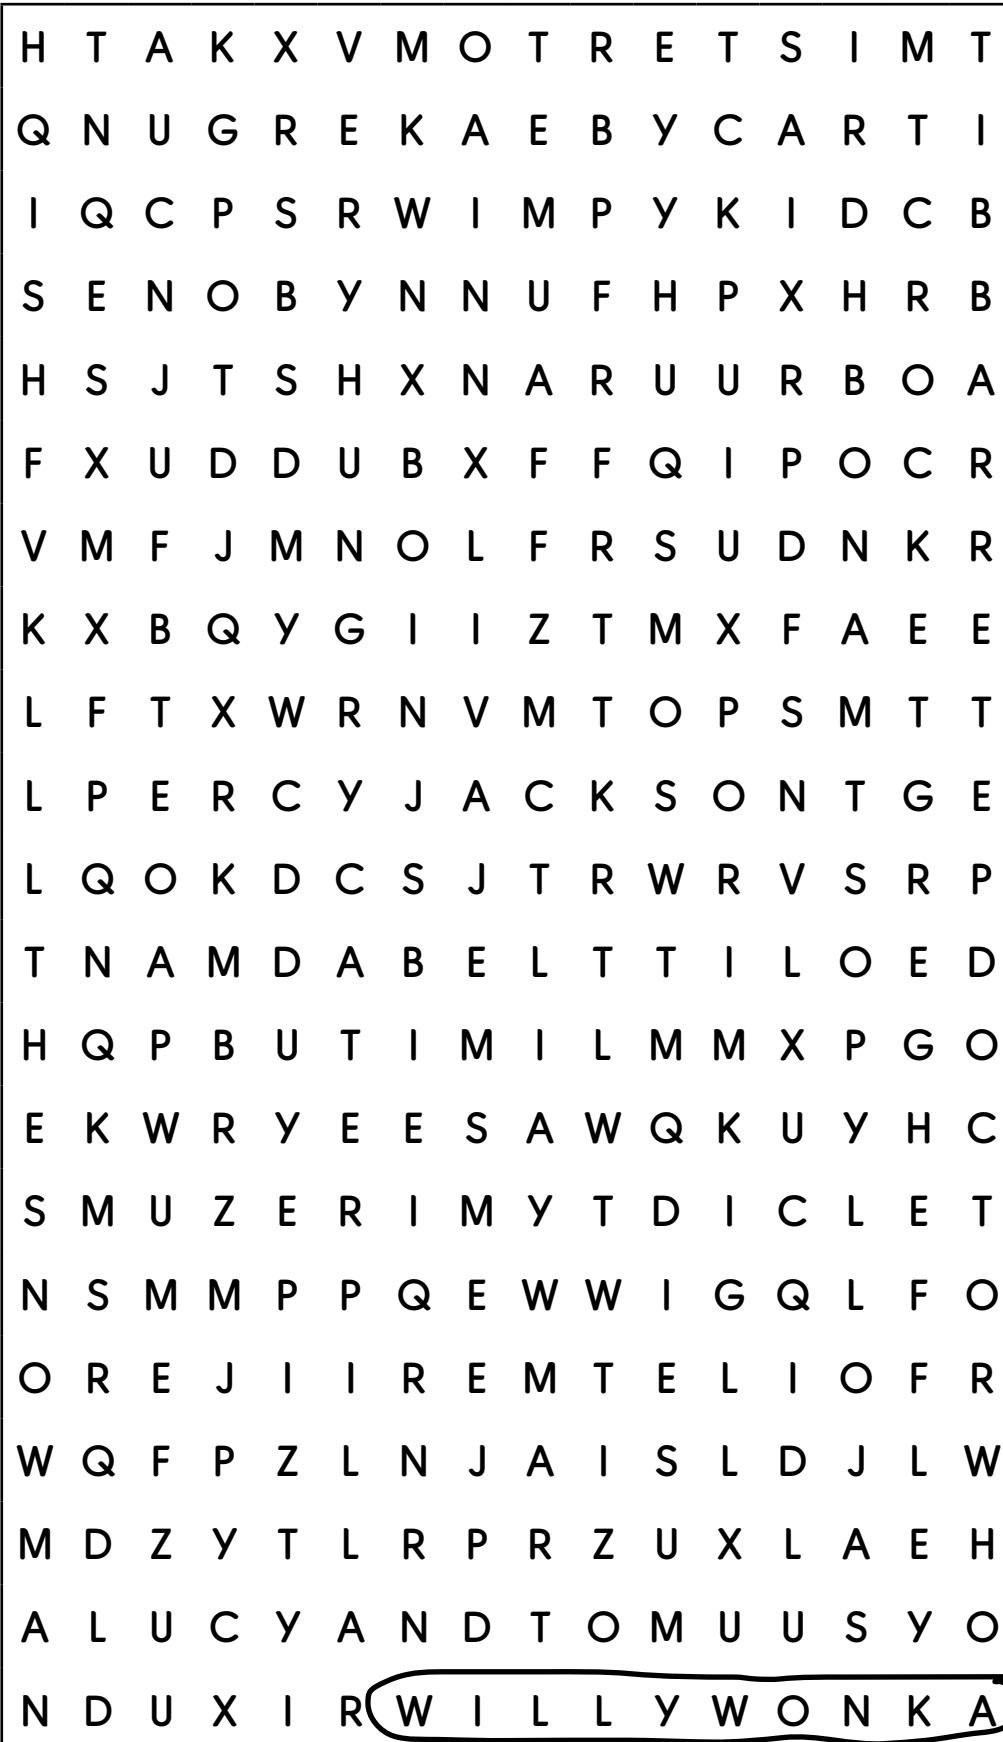 H T A K X V M O T R E T S I M T
Q N U G R E K A E B Y C A R T I
I Q C P S R W I M P Y K I D C B
S E N O B Y N N U F H P X H R B
H S J T S H X N A R U U R B O A
F X U D D U B X F F Q I P O C R
V M F J M N O L F R S U D N K R
K X B Q Y G I I Z T M X F A E E
L F T X W R N V M T O P S M T T
L P E R C Y J A C K S O N T G E
L Q O K D C S J T R W R V S R P
T N A M D A B E L T T I L O E D
H Q P B U T I M I L M M X P G O
E K W R Y E E S A W Q K U Y H C
S M U Z E R I M Y T D I C L E T
N S M M P P Q E W W I G Q L F O
O R E J I I R E M T E L I O F R
W Q F P Z L N J A I S L D J L W
M D Z Y T L R P R Z U X L A E H
A L U C Y A N D T O M U U S Y O
N D U X I R W I L L Y W O N K A